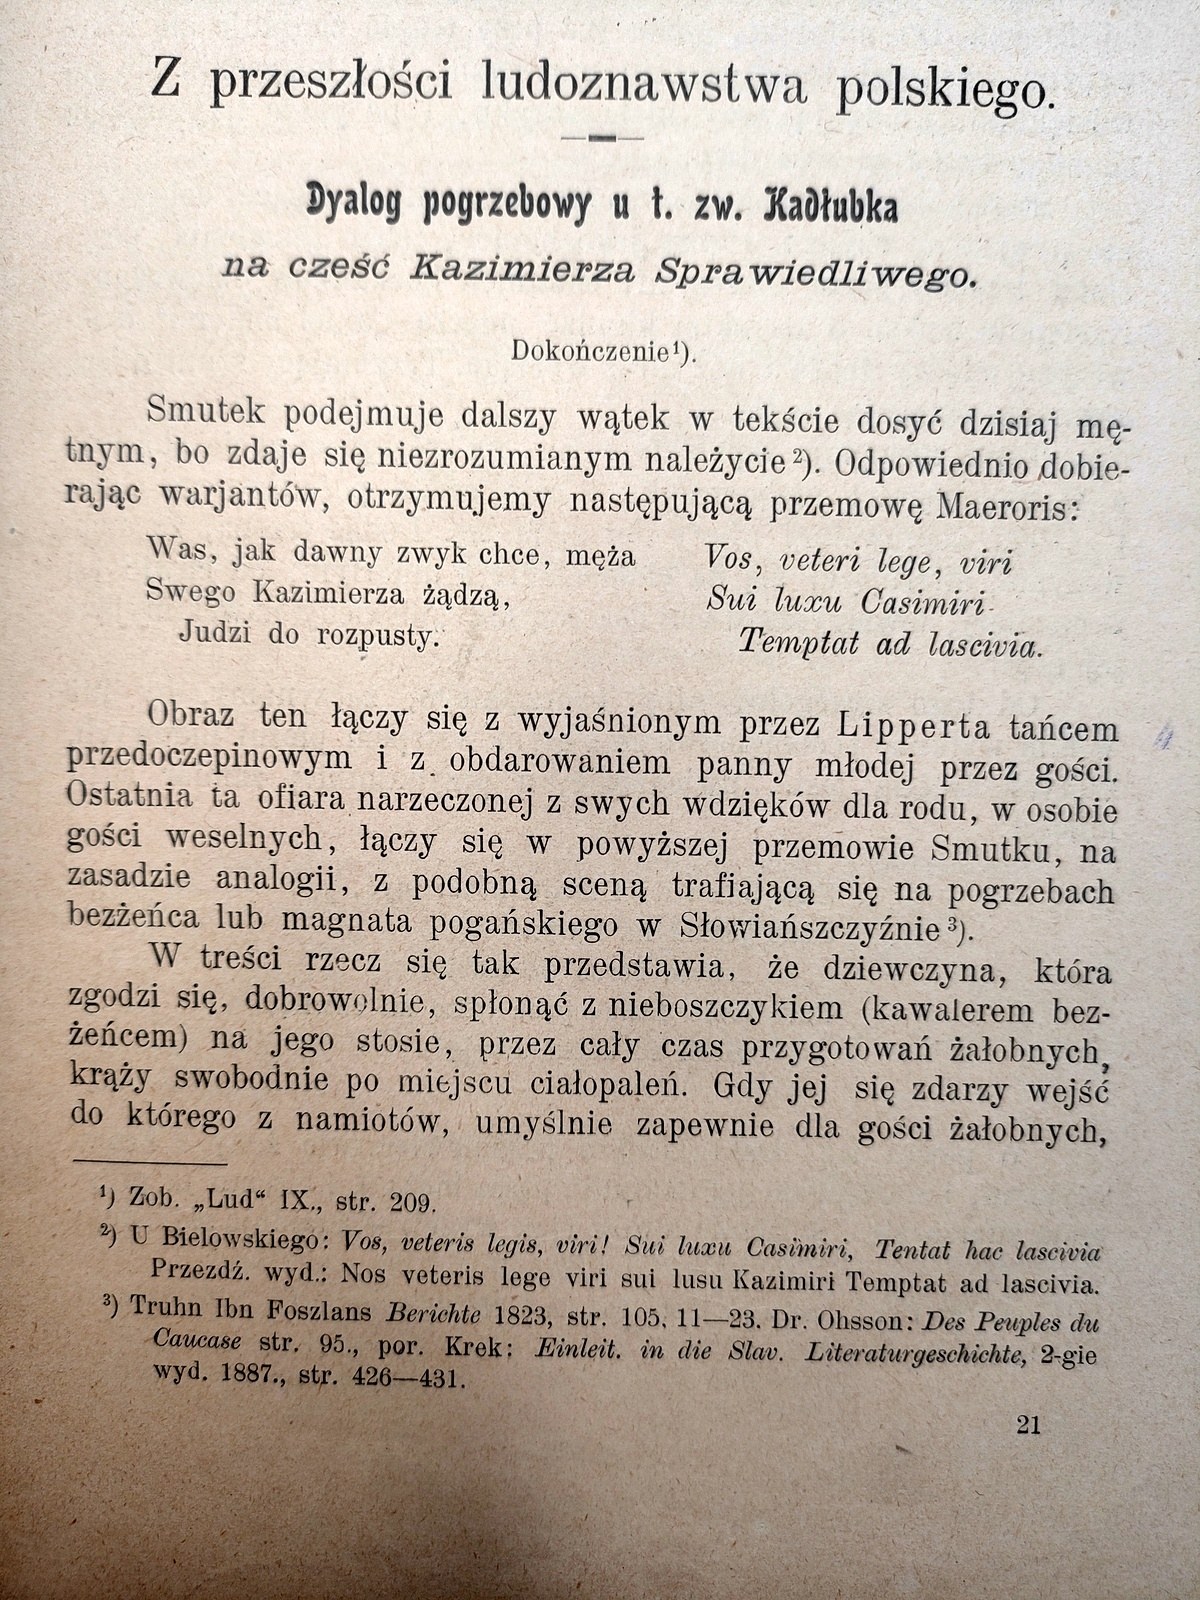 Z przeszłości ludoznawstwa polskiego.
Dyalog pogrzebowy u t. zw. Kadłubka
na cześć Kazimierza Sprawiedliwego.
Dokończenie¹).
Smutek podejmuje dalszy wątek w tekście dosyć dzisiaj mę-
tnym, bo zdaje się niezrozumianym należycie²). Odpowiednio dobie-
rając warjantów, otrzymujemy następującą przemowę Maeroris:
Was, jak dawny zwyk chce, męża
Swego Kazimierza żądzą,
Judzi do rozpusty.
Vos, veteri lege, viri
Sui luxu Casimiri
Temptat ad lascivia.
Obraz ten łączy się z wyjaśnionym przez Lipperta tańcem
przedoczepinowym i z obdarowaniem panny młodej przez gości.
Ostatnia ta ofiara narzeczonej z swych wdzięków dla rodu, w osobie
gości weselnych, łączy się w powyższej przemowie Smutku, na
zasadzie analogii, z podobną sceną trafiającą się na pogrzebach
bezżeńca lub magnata pogańskiego w Słowiańszczyźnie³).
W treści rzecz się tak przedstawia, że dziewczyna, która
zgodzi się, dobrowolnie, spłonąć z nieboszczykiem (kawalerem bez-
żeńcem) na jego stosie, przez cały czas przygotowań żałobnych,
krąży swobodnie po miejscu ciałopaleń. Gdy jej się zdarzy wejść
do którego z namiotów, umyślnie zapewnie dla gości żałobnych,
¹) Zob. „Lud“ IX., str. 209.
²) U Bielowskiego: Vos, veteris legis, viri! Sui luxu Casimiri, Tentat hac lascivia
Przezdź. wyd.: Nos veteris lege viri sui lusu Kazimiri Temptat ad lascivia.
³) Truhn Ibn Foszlans Berichte 1823, str. 105, 11—23. Dr. Ohsson: Des Peuples du
Caucase str. 95., por. Krek: Einleit. in die Slav. Literaturgeschichte, 2-gie
wyd. 1887., str. 426—431.
21